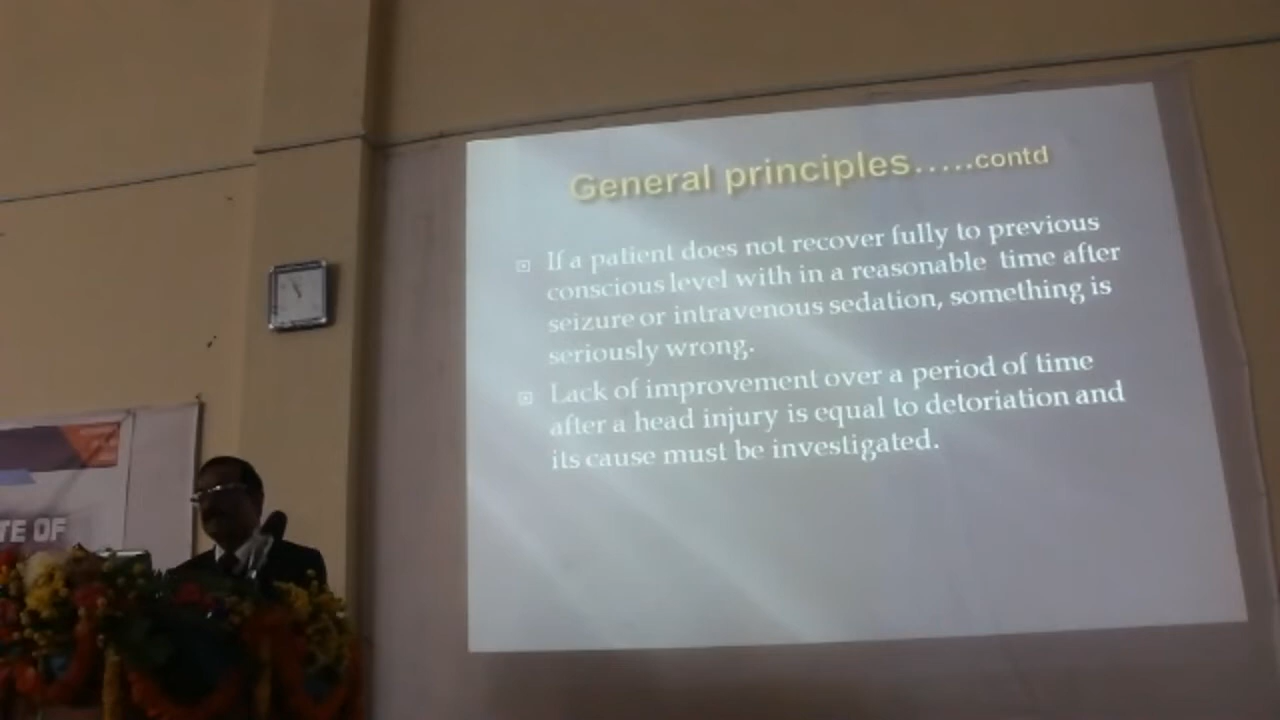 General principles.....contd
If a patient does not recover fully to previous
conscious level with in a reasonable time after
seizure or intravenous sedation, something is
seriously wrong.
Lack of improvement over a period of time
after a head injury is equal to detoriation and
its cause must be investigated.
TE OF